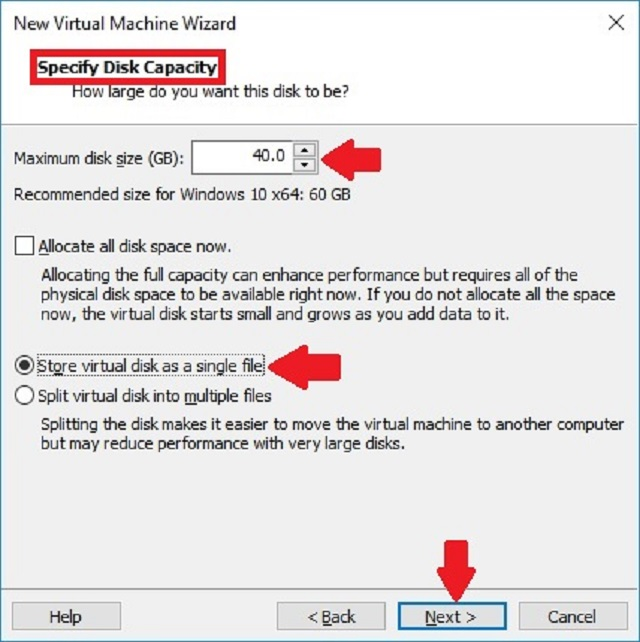 New Virtual Machine Wizard
Specify Disk Capacity
How large do you want this disk to be?
Maximum disk size (GB): 40.0
Recommended size for Windows 10 x64: 60 GB
Allocate all disk space now.
Allocating the full capacity can enhance performance but requires all of the
physical disk space to be available right now. If you do not allocate all the space
now, the virtual disk starts small and grows as you add data to it.
Store virtual disk as a single file
Split virtual disk into multiple files
Splitting the disk makes it easier to move the virtual machine to another computer
but may reduce performance with very large disks.
Help < Back Next > Cancel